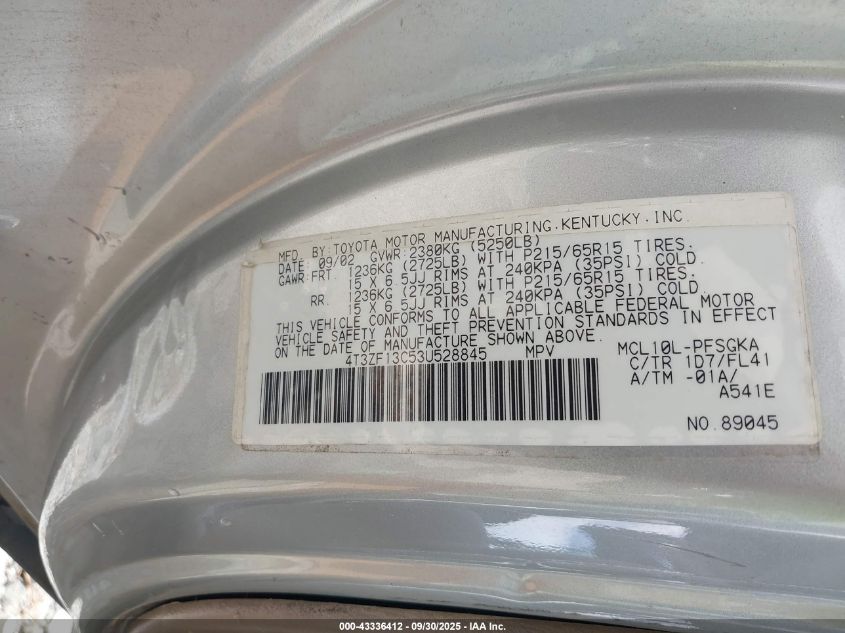 MFD. BY:TOYOTA MOTOR MANUFACTURING,KENTUCKY,INC.
DATE: 09/02 GVWR:2380KG (5250LB)
GAWR:FRT. 1236KG (2725LB) WITH P215/65R15 TIRES.
15 X 6.5JJ RIMS AT 240KPA (35PSI) COLD.
RR. 1236KG (2725LB) WITH P215/65R15 TIRES.
15 X 6.5JJ RIMS AT 240KPA (35PSI) COLD.
THIS VEHICLE CONFORMS TO ALL APPLICABLE FEDERAL MOTOR
VEHICLE SAFETY AND THEFT PREVENTION STANDARDS IN EFFECT
ON THE DATE OF MANUFACTURE SHOWN ABOVE.
4T3ZF13C53U528845 MPV MCL10L-PFSGKA
C/TR 1D7/FL41
A/TM -01A/
A541E
NO.89045
000-43336412 - 09/30/2025 - IAA Inc.